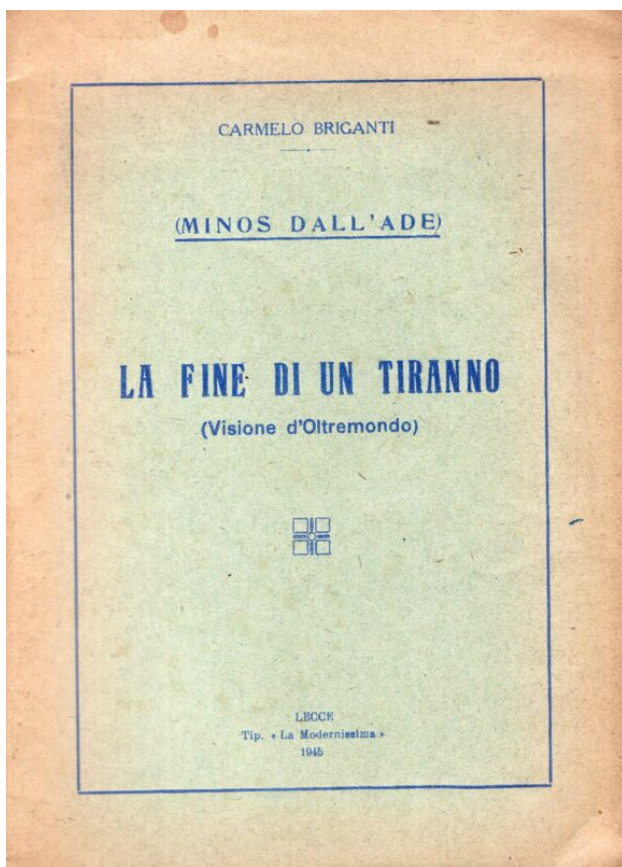 CARMELO BRIGANTI
(MINOS DALL'ADE)
LA FINE DI UN TIRANNO
(Visione d'Oltremondo)
LECCE
Tip. « La Modernissima »
1945